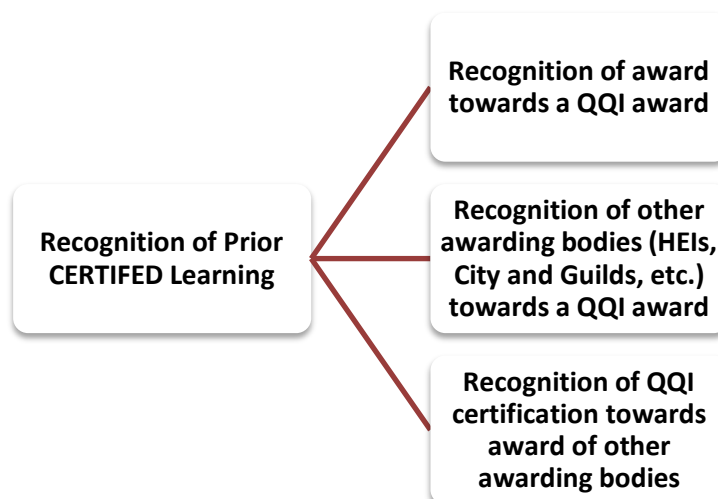 Recognition of Prior
CERTIFED Learning
Recognition of award
towards a QQI award
Recognition of other
awarding bodies (HEIs,
City and Guilds, etc.)
towards a QQI award
Recognition of QQI
certification towards
award of other
awarding bodies